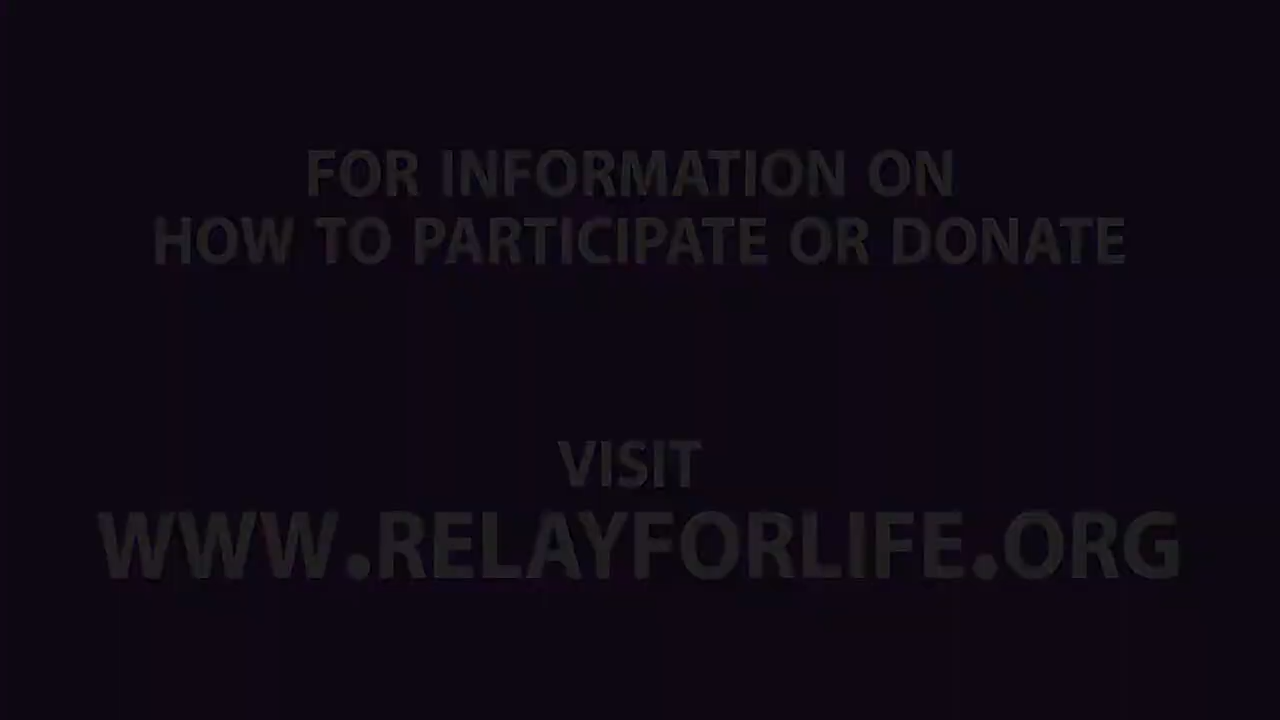 FOR INFORMATION ON
HOW TO PARTICIPATE OR DONATE
VISIT
WWW.RELAYFORLIFE.ORG